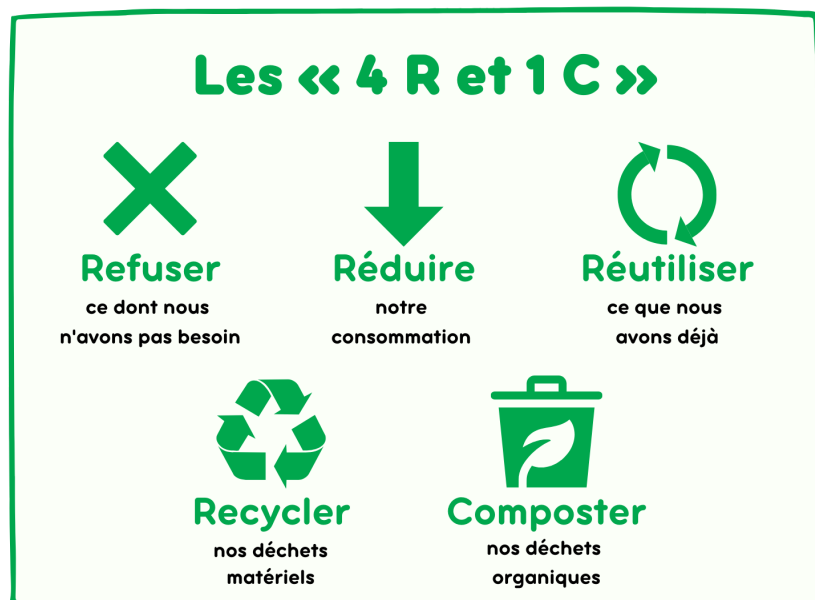 Les « 4 R et 1 C »
Refuser
ce dont nous
n'avons pas besoin
Réduire
notre
consommation
Réutiliser
ce que nous
avons déjà
Recycler
nos déchets
matériels
Composter
nos déchets
organiques